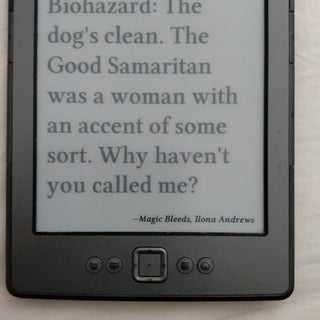 Biohazard: The
dog's clean. The
Good Samaritan
was a woman with
an accent of some
sort. Why haven't
you called me?
—Magic Bleeds, Ilona Andrews